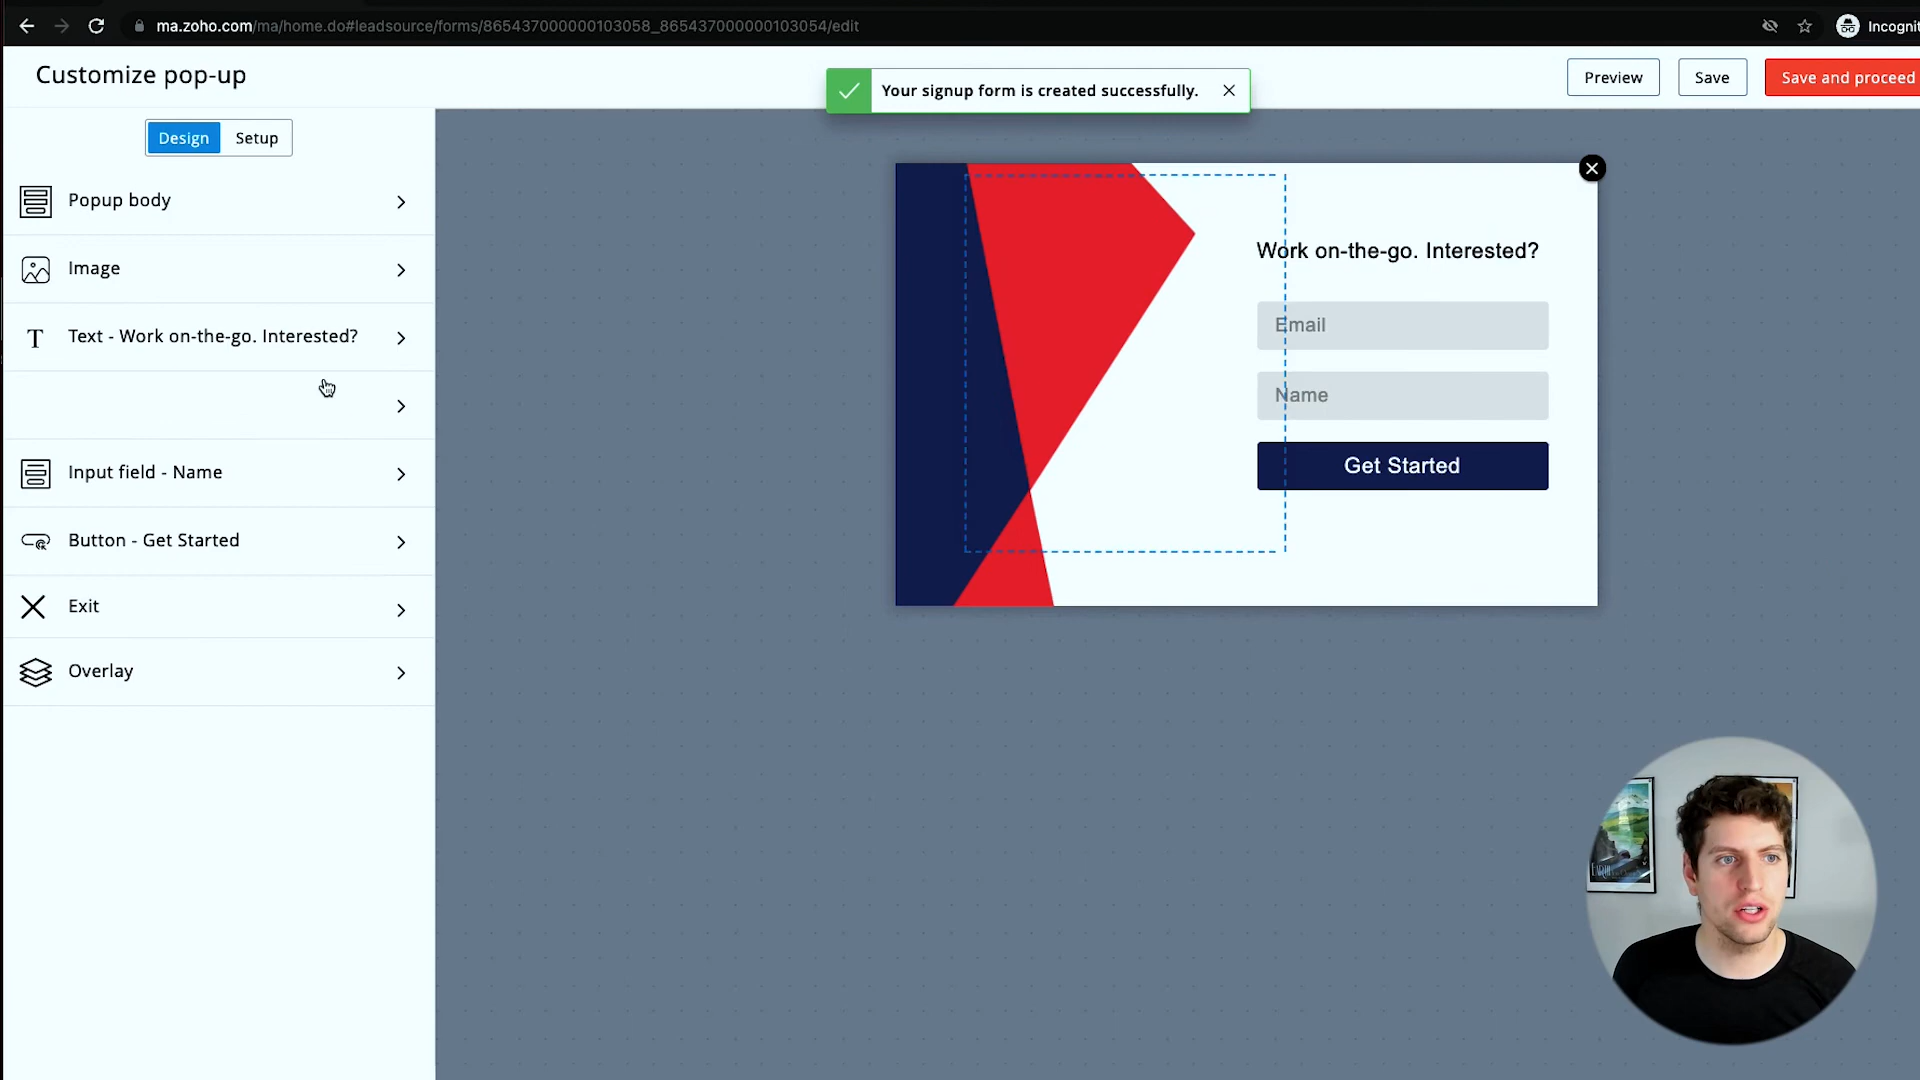 ma.zoho.com/ma/home.do#leadsource/forms/865437000000103058_865437000000103054/edit
Incognit
Customize pop-up
Your signup form is created successfully.
Preview
Save
Save and proceed
Design
Setup
Popup body
Image
Text - Work on-the-go. Interested?
Input field - Name
Button - Get Started
Exit
Overlay
Work on-the-go. Interested?
Email
Name
Get Started